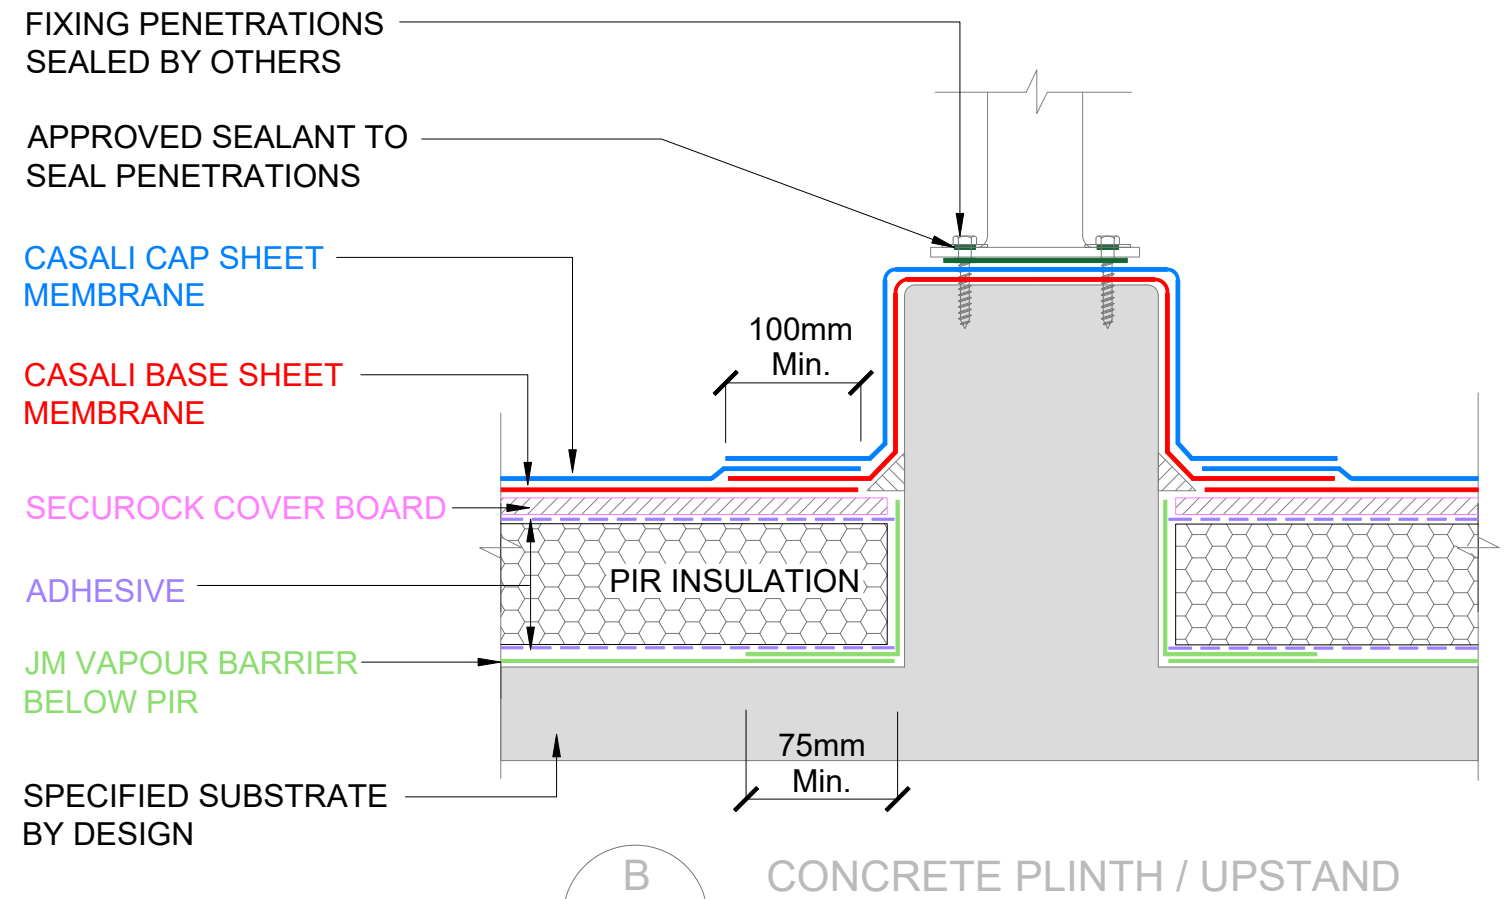 FIXING PENETRATIONS
SEALED BY OTHERS
APPROVED SEALANT TO
SEAL PENETRATIONS
CASALI CAP SHEET
MEMBRANE
100mm
Min.
CASALI BASE SHEET
MEMBRANE
SECUROCK COVER BOARD
PIR INSULATION
ADHESIVE
JM VAPOUR BARRIER
BELOW PIR
75mm
Min.
SPECIFIED SUBSTRATE
BY DESIGN
B
CONCRETE PLINTH / UPSTAND